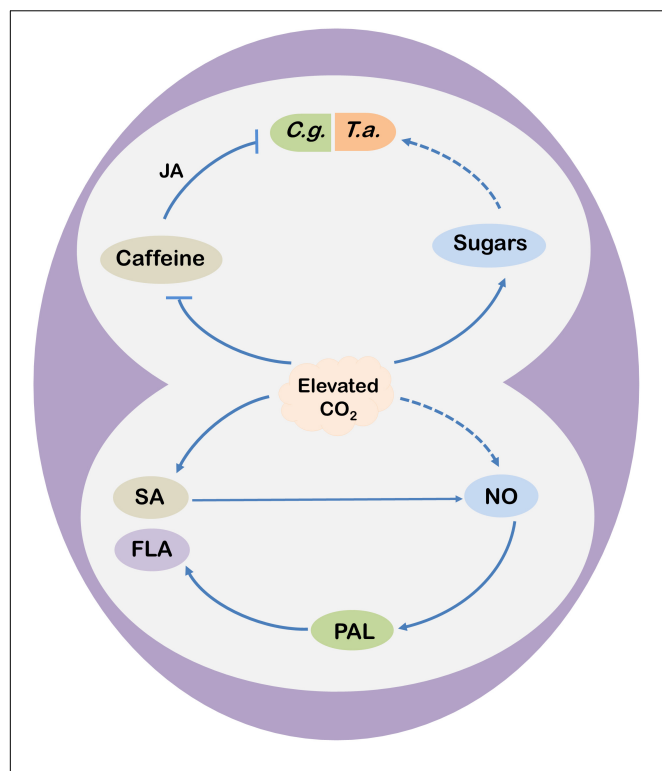 C.g. T.a.
JA
Caffeine
Sugars
Elevated
CO₂
SA
NO
FLA
PAL